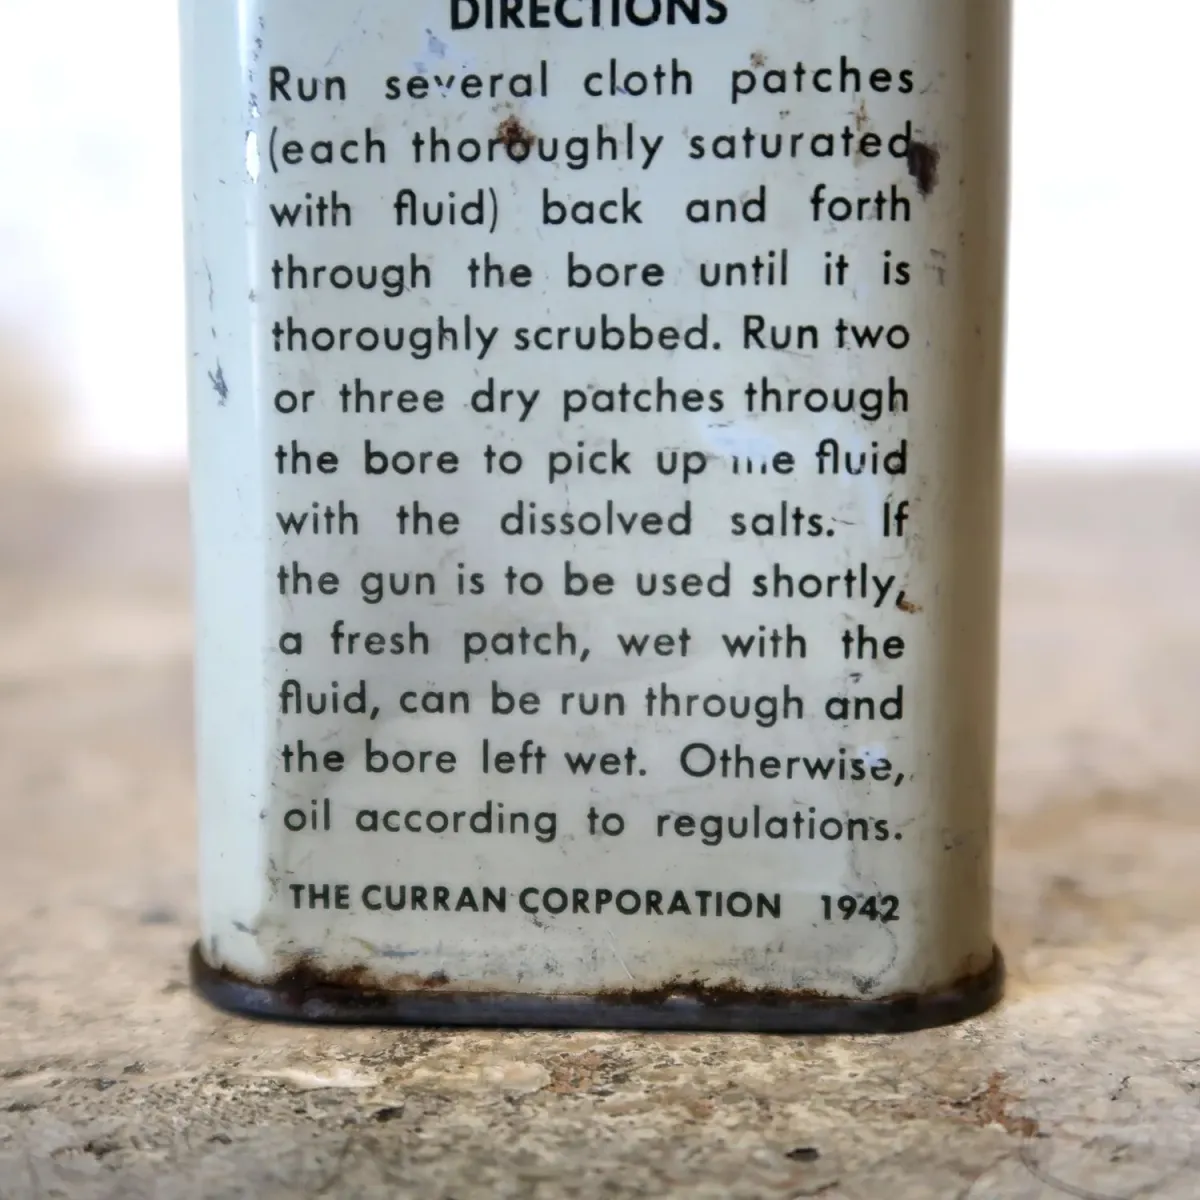 DIRECTIONS
Run several cloth patches
(each thoroughly saturated
with fluid) back and forth
through the bore until it is
thoroughly scrubbed. Run two
or three dry patches through
the bore to pick up the fluid
with the dissolved salts. If
the gun is to be used shortly,
a fresh patch, wet with the
fluid, can be run through and
the bore left wet. Otherwise,
oil according to regulations.
THE CURRAN CORPORATION 1942